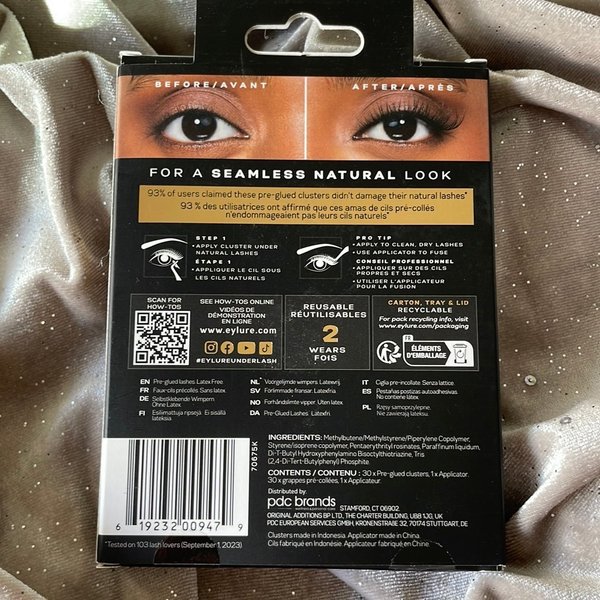 BEFORE/AVANT
AFTER/APRÈS
FOR A SEAMLESS NATURAL LOOK
93% of users claimed these pre-glued clusters didn't damage their natural lashes*
93 % des utilisatrices ont affirmé que ces amas de cils pré-collés
n'endommageaient pas leurs cils naturels*
STEP 1
• APPLY CLUSTER UNDER
NATURAL LASHES
ÉTAPE 1
• APPLIQUER LE CIL SOUS
LES CILS NATURELS
PRO TIP
• APPLY TO CLEAN, DRY LASHES
• USE APPLICATOR TO FUSE
CONSEIL PROFESSIONNEL
• APPLIQUER SUR DES CILS
PROPRES ET SECS
• UTILISER L'APPLICATEUR
POUR LA FUSION
SCAN FOR
HOW-TOS
SEE HOW-TOS ONLINE
VIDÉOS DE
DÉMONSTRATION
EN LIGNE
www.eylure.com
#EYLUREUNDERLASH
REUSABLE
RÉUTILISABLES
2
WEARS
FOIS
CARTON, TRAY & LID
RECYCLABLE
For pack recycling info, visit
www.eylure.com/packaging
FR
ÉLÉMENTS
D'EMBALLAGE
EN Pre-glued lashes Latex Free
FR Faux-cils précollés Sans latex
DE Selbstklebende Wimpern
Ohne Latex
FI Esiliimattuja ripsejä Ei sisällä
lateksia
NL Voorgelijmde wimpers. Latexvrij
SV Förlimmade fransar. Latexfri
NO Forhåndslimte vipper. Uten latex
DA Pre-Glued Lashes Latexfri
IT Ciglia pre-incollate. Senza lattice
ES Pestañas postizas autoadhesivas.
No contiene latex.
PL Rzęsy samoprzylepne.
Nie zawierają lateksu.
70675K
INGREDIENTS: Methylbutene/Methylstyrene/Piperylene Copolymer,
Styrene/isoprene copolymer, Pentaerythrityl rosinates, Paraffinum liquidum,
Di-T-Butyl Hydroxyphenylamino Bisoctylthiotriazine, Tris
(2,4-Di-Tert-Butylphenyl) Phosphite
CONTENTS / CONTENU : 30 x Pre-glued clusters, 1 x Applicator.
30 x grappes pré-collées, 1 x Applicateur
Distributed by:
pdc brands
STAMFORD, CT 06902.
ORIGINAL ADDITIONS BP LTD, THE CHARTER BUILDING, UB8 1JG, UK
PDC EUROPEAN SERVICES GMBH, KRONENSTRAßE 32, 70174 STUTTGART, DE
Clusters made in Indonesia. Applicator made in China
Cils fabriqué en Indonésie Applicateur fabriqué en Chine.
6 19232 00947 9
Tested on 103 lash lovers (September 1, 2023)